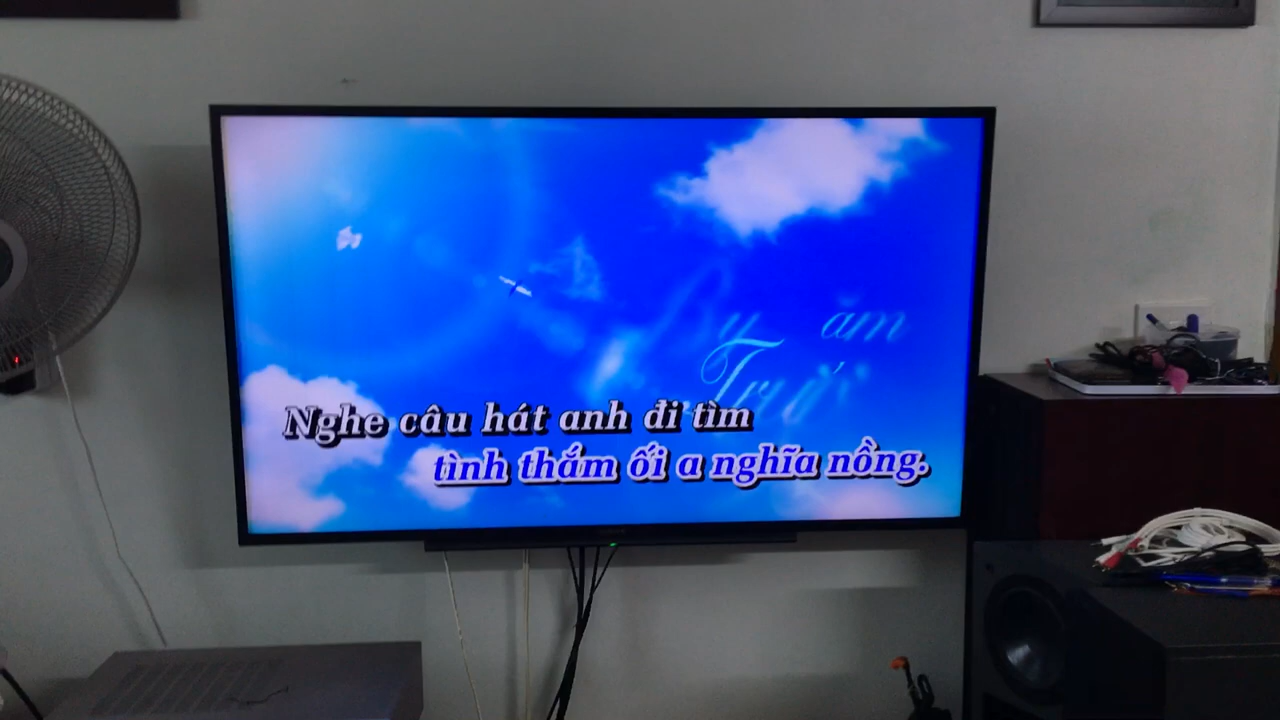 Nghe câu hát anh đi tìm
tình thắm ối a nghĩa nồng.